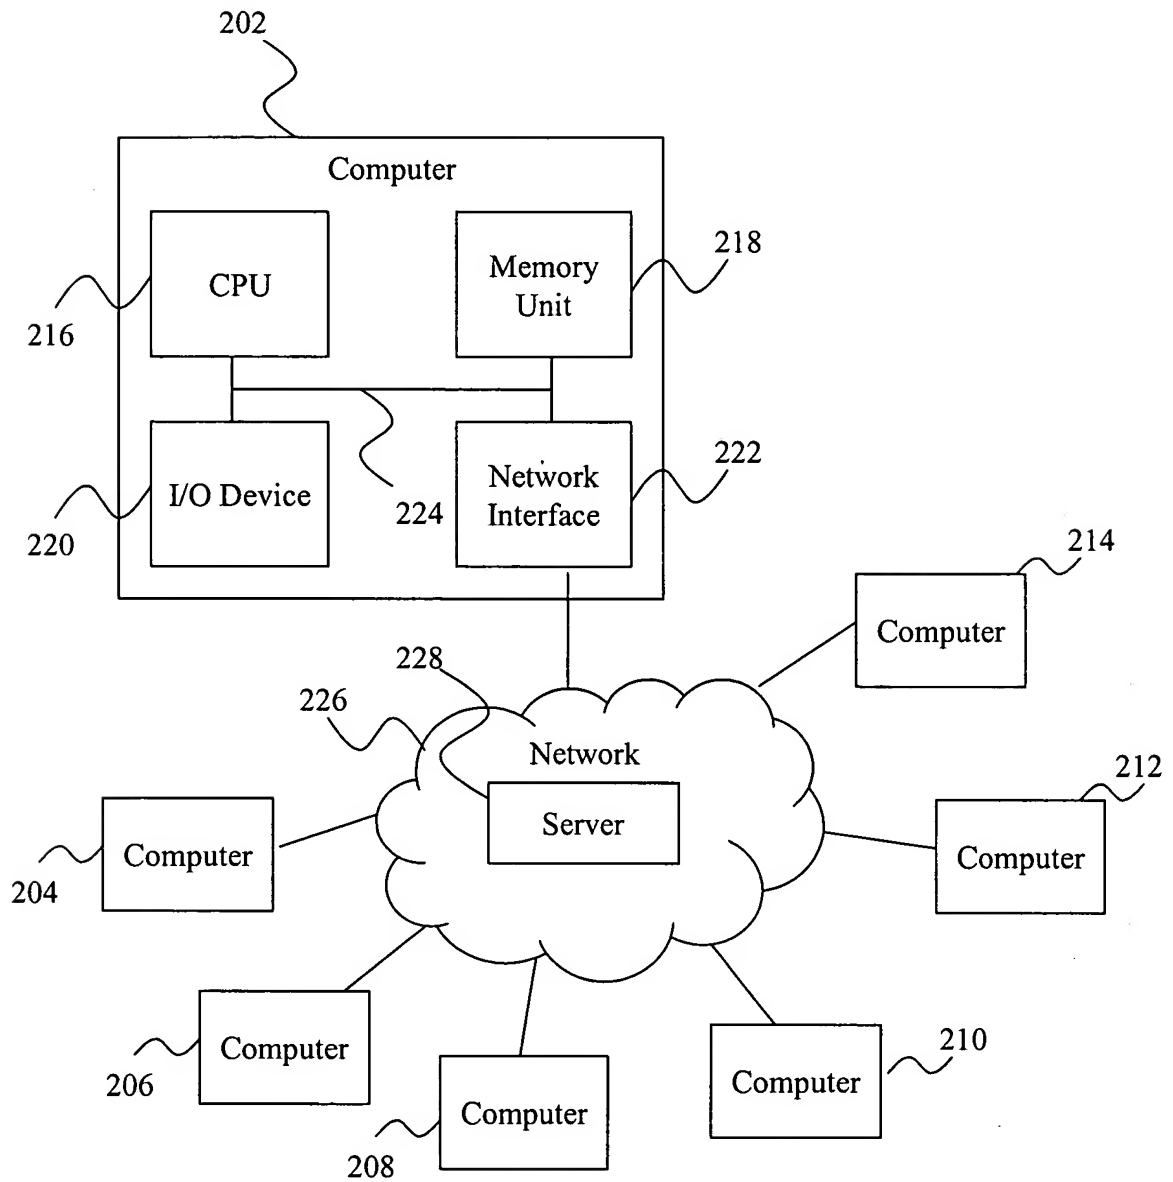 202
Computer
CPU
Memory
Unit
218
216
I/O Device
Network
Interface
222
220
224
214
Computer
228
226
Network
Server
212
Computer
Computer
204
Computer
206
Computer
208
Computer
210